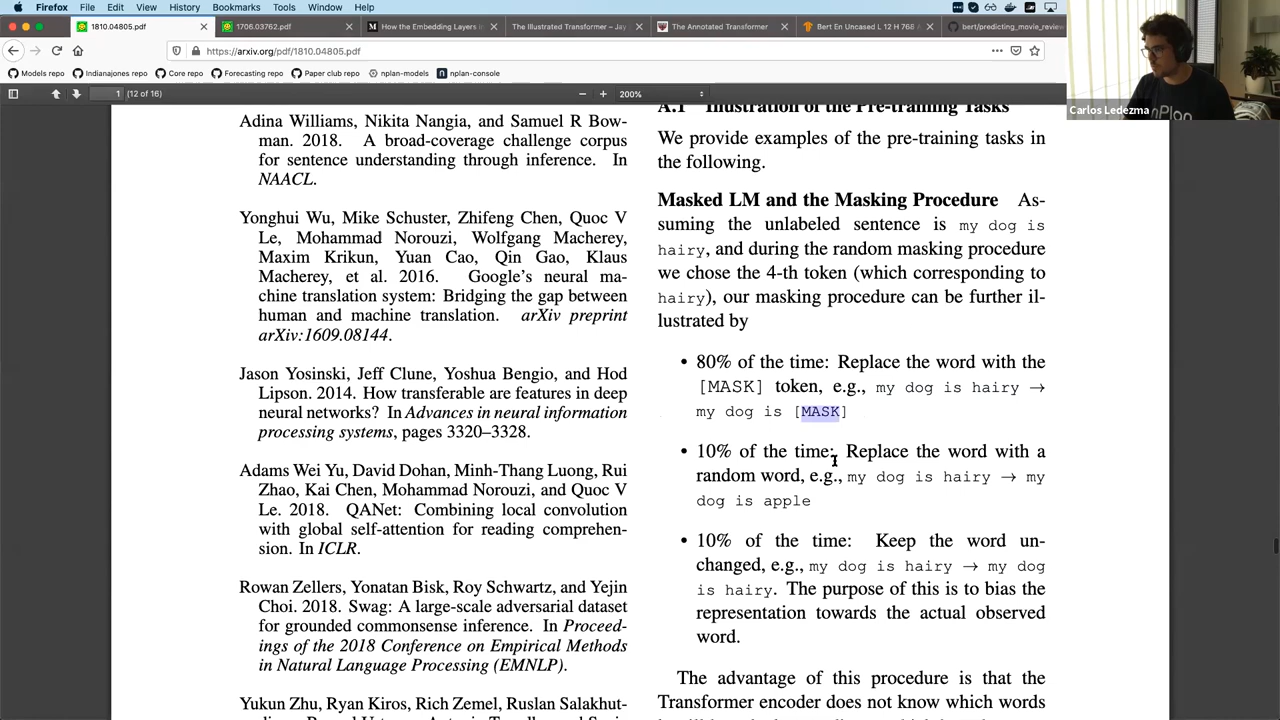 Firefox File Edit View History Bookmarks Tools Window Help
1810.04805.pdf
1706.03762.pdf
How the Embedding Layers i
The Illustrated Transformer – Jay
The Annotated Transformer
Bert En Uncased L 12 H 768 A
bert/predicting_movie_review
https://arxiv.org/pdf/1810.04805.pdf
Models repo Indianajones repo Core repo Forecasting repo Paper club repo nplan-models nplan-console
1 (12 of 16) 200%
Carlos Ledezma
nPlan
Adina Williams, Nikita Nangia, and Samuel R Bow-
man. 2018. A broad-coverage challenge corpus
for sentence understanding through inference. In
NAACL.
Yonghui Wu, Mike Schuster, Zhifeng Chen, Quoc V
Le, Mohammad Norouzi, Wolfgang Macherey,
Maxim Krikun, Yuan Cao, Qin Gao, Klaus
Macherey, et al. 2016. Google's neural ma-
chine translation system: Bridging the gap between
human and machine translation. arXiv preprint
arXiv:1609.08144.
Jason Yosinski, Jeff Clune, Yoshua Bengio, and Hod
Lipson. 2014. How transferable are features in deep
neural networks? In Advances in neural information
processing systems, pages 3320–3328.
Adams Wei Yu, David Dohan, Minh-Thang Luong, Rui
Zhao, Kai Chen, Mohammad Norouzi, and Quoc V
Le. 2018. QANet: Combining local convolution
with global self-attention for reading comprehen-
sion. In ICLR.
Rowan Zellers, Yonatan Bisk, Roy Schwartz, and Yejin
Choi. 2018. Swag: A large-scale adversarial dataset
for grounded commonsense inference. In Proceed-
ings of the 2018 Conference on Empirical Methods
in Natural Language Processing (EMNLP).
Yukun Zhu, Ryan Kiros, Rich Zemel, Ruslan Salakhut-
A.1 Illustration of the Pre-training Tasks
We provide examples of the pre-training tasks in
the following.
Masked LM and the Masking Procedure As-
suming the unlabeled sentence is my dog is
hairy, and during the random masking procedure
we chose the 4-th token (which corresponding to
hairy), our masking procedure can be further il-
lustrated by
• 80% of the time: Replace the word with the
[MASK] token, e.g., my dog is hairy →
my dog is [MASK]
• 10% of the time: Replace the word with a
random word, e.g., my dog is hairy → my
dog is apple
• 10% of the time: Keep the word un-
changed, e.g., my dog is hairy → my dog
is hairy. The purpose of this is to bias the
representation towards the actual observed
word.
The advantage of this procedure is that the
Transformer encoder does not know which words